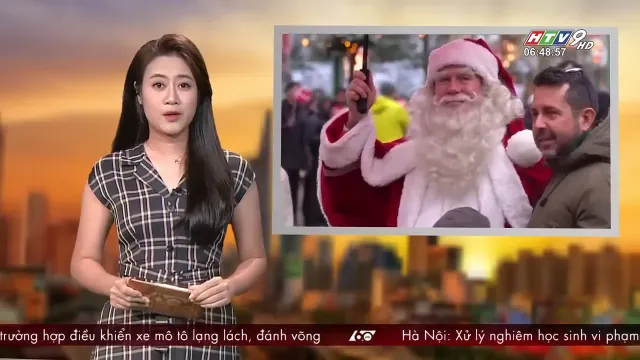 HTV9 HD
06:48:57
trường hợp điều khiển xe mô tô lạng lách, đánh võng 60 Hà Nội: Xử lý nghiêm học sinh vi phạm